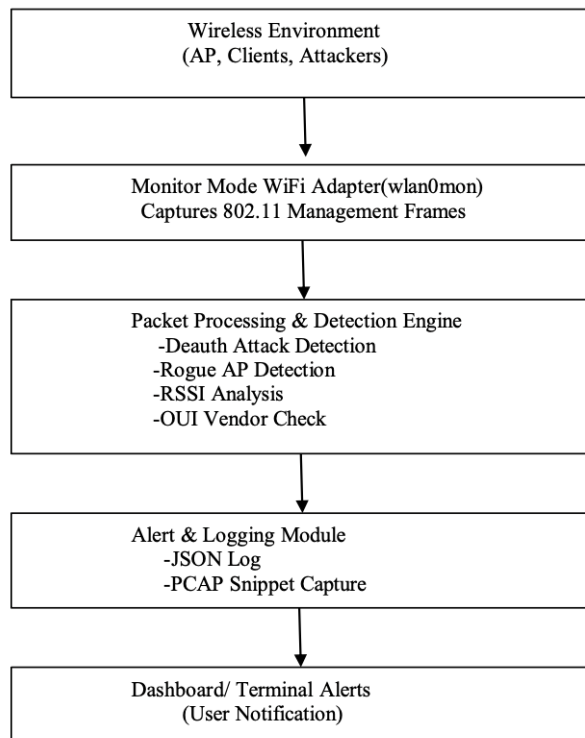 Wireless Environment
(AP, Clients, Attackers)
Monitor Mode WiFi Adapter(wlan0mon)
Captures 802.11 Management Frames
Packet Processing & Detection Engine
-Deauth Attack Detection
-Rogue AP Detection
-RSSI Analysis
-OUI Vendor Check
Alert & Logging Module
-JSON Log
-PCAP Snippet Capture
Dashboard/ Terminal Alerts
(User Notification)